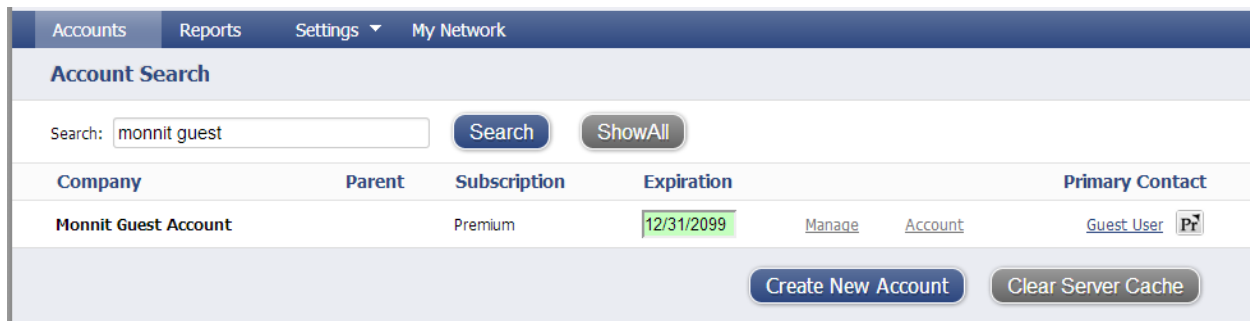 Accounts Reports Settings My Network
Account Search
Search: monnit guest Search ShowAll
Company Parent Subscription Expiration Primary Contact
Monnit Guest Account Premium 12/31/2099 Manage Account Guest User Pr
Create New Account Clear Server Cache